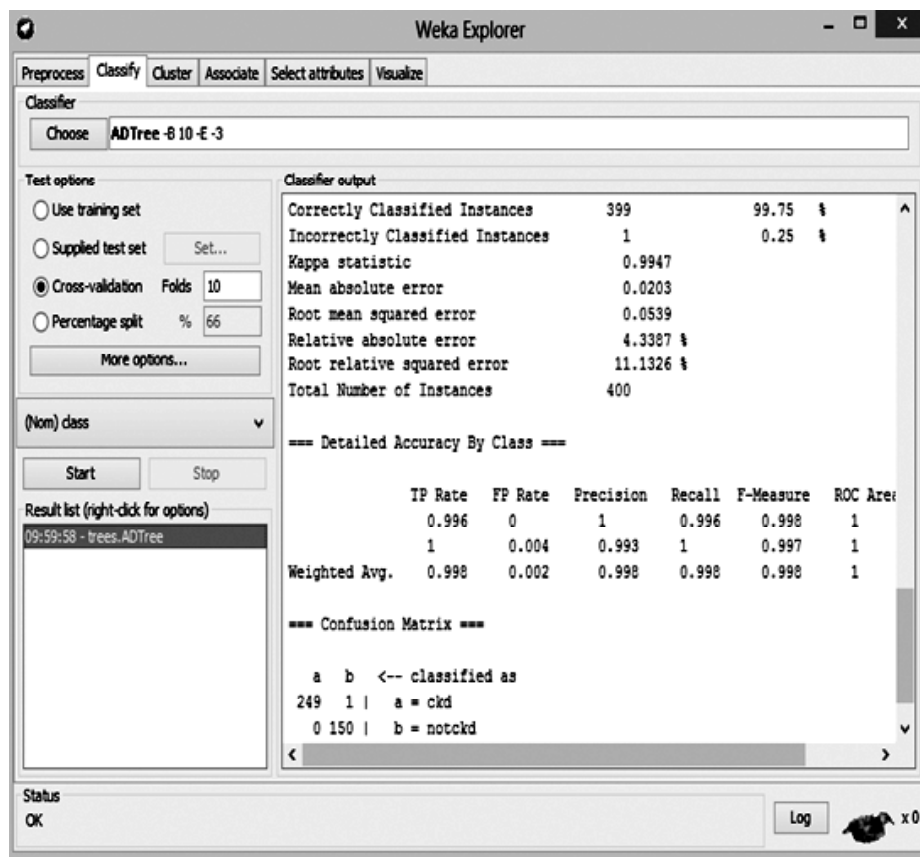 Weka Explorer
Preprocess Classify Cluster Associate Select attributes Visualize
Classifier
Choose ADTree -B 10 -E -3
Test options
Use training set
Supplied test set Set...
Cross-validation Folds 10
Percentage split % 66
More options...
(Nom) class
Start Stop
Result list (right-click for options)
09:59:58 - trees.ADTree
Classifier output
Correctly Classified Instances 399 99.75 %
Incorrectly Classified Instances 1 0.25 %
Kappa statistic 0.9947
Mean absolute error 0.0203
Root mean squared error 0.0539
Relative absolute error 4.3387 %
Root relative squared error 11.1326 %
Total Number of Instances 400
=== Detailed Accuracy By Class ===
TP Rate FP Rate Precision Recall F-Measure ROC Area
0.996 0 1 0.996 0.998 1
1 0.004 0.993 1 0.997 1
Weighted Avg. 0.998 0.002 0.998 0.998 0.998 1
=== Confusion Matrix ===
a b <-- classified as
249 1 | a = ckd
0 150 | b = notckd
Status
OK
Log x 0